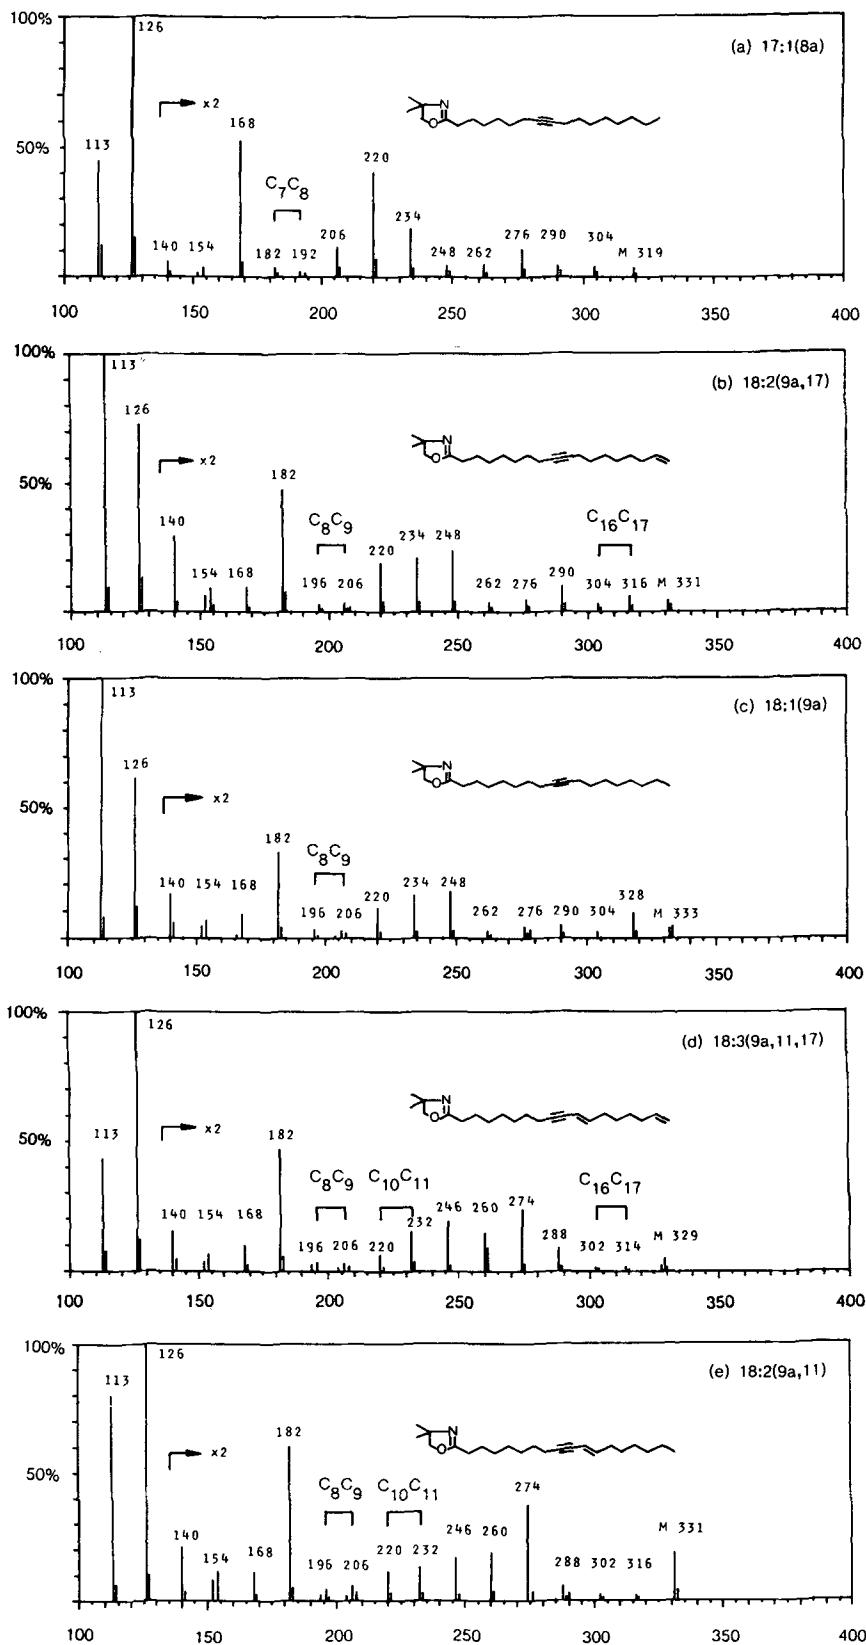 126
(a) 17:1(8a)
x2
N
O
168
50%
113
220
C7C8
234
206
276 290 304 M 319
140 154 182 192 248 262
100 150 200 250 300 350 400
100%
113
(b) 18:2(9a,17)
126
N
O
x2
182
50%
C8C9 C16C17
140
220 234 248
154 168 196 206 262 276 290 304 316 M 331
100 150 200 250 300 350 400
100%
113
(c) 18:1(9a)
N
O
126
x2
50%
182
C8C9
140 154 168 196 206 220 234 248 262 276 290 304 328 M 333
100 150 200 250 300 350 400
100%
126
(d) 18:3(9a,11,17)
N
O
x2
50%
113
182
C8C9 C10C11 C16C17
140 154 168 196 206 220 232 246 260 274 288 302 314 M 329
100 150 200 250 300 350 400
100%
126
113
(e) 18:2(9a,11)
N
O
x2
182
50%
C8C9 C10C11
274
140 154 168 196 206 220 232 246 260 288 302 316 M 331
100 150 200 250 300 350 400